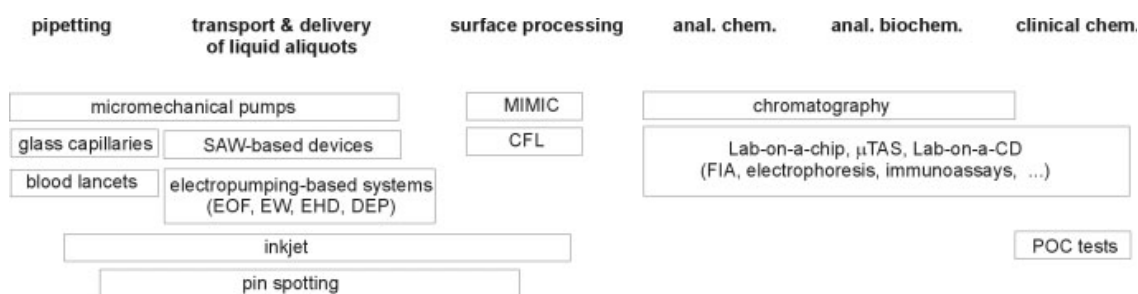 pipetting
transport & delivery
of liquid aliquots
surface processing
anal. chem.
anal. biochem.
clinical chem.
micromechanical pumps
MIMIC
chromatography
glass capillaries
SAW-based devices
CFL
Lab-on-a-chip, μTAS, Lab-on-a-CD
(FIA, electrophoresis, immunoassays, ...)
blood lancets
electropumping-based systems
(EOF, EW, EHD, DEP)
inkjet
POC tests
pin spotting